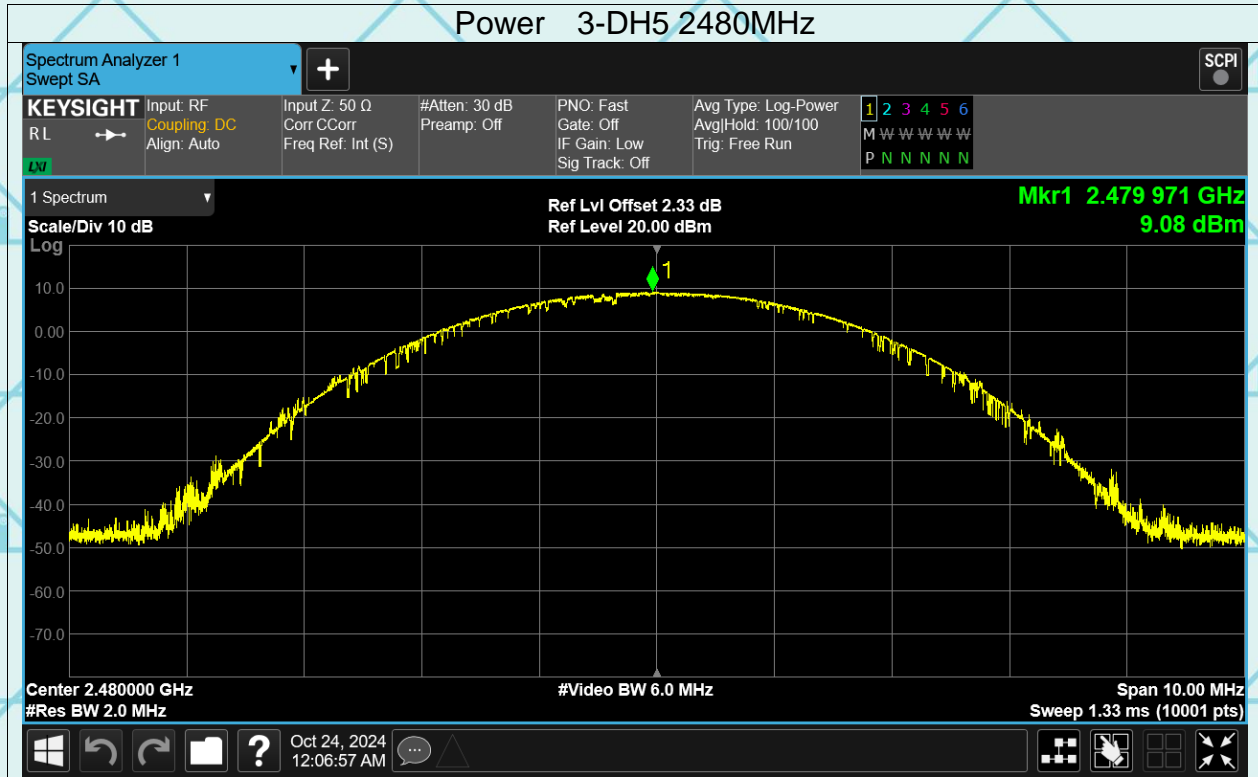 Power 3-DH5 2480MHz
Spectrum Analyzer 1
Swept SA
+
SCPI
KEYSIGHT
RL
LXI
Input: RF
Coupling: DC
Align: Auto
Input Z: 50 Ω
Corr CCorr
Freq Ref: Int (S)
#Atten: 30 dB
Preamp: Off
PNO: Fast
Gate: Off
IF Gain: Low
Sig Track: Off
Avg Type: Log-Power
Avg|Hold: 100/100
Trig: Free Run
1 2 3 4 5 6
M W W W W W
P N N N N N
1 Spectrum
Scale/Div 10 dB
Log
Ref Lvl Offset 2.33 dB
Ref Level 20.00 dBm
Mkr1 2.479 971 GHz
9.08 dBm
1
10.0
0.00
-10.0
-20.0
-30.0
-40.0
-50.0
-60.0
-70.0
Center 2.480000 GHz
#Res BW 2.0 MHz
#Video BW 6.0 MHz
Span 10.00 MHz
Sweep 1.33 ms (10001 pts)
?
Oct 24, 2024
12:06:57 AM